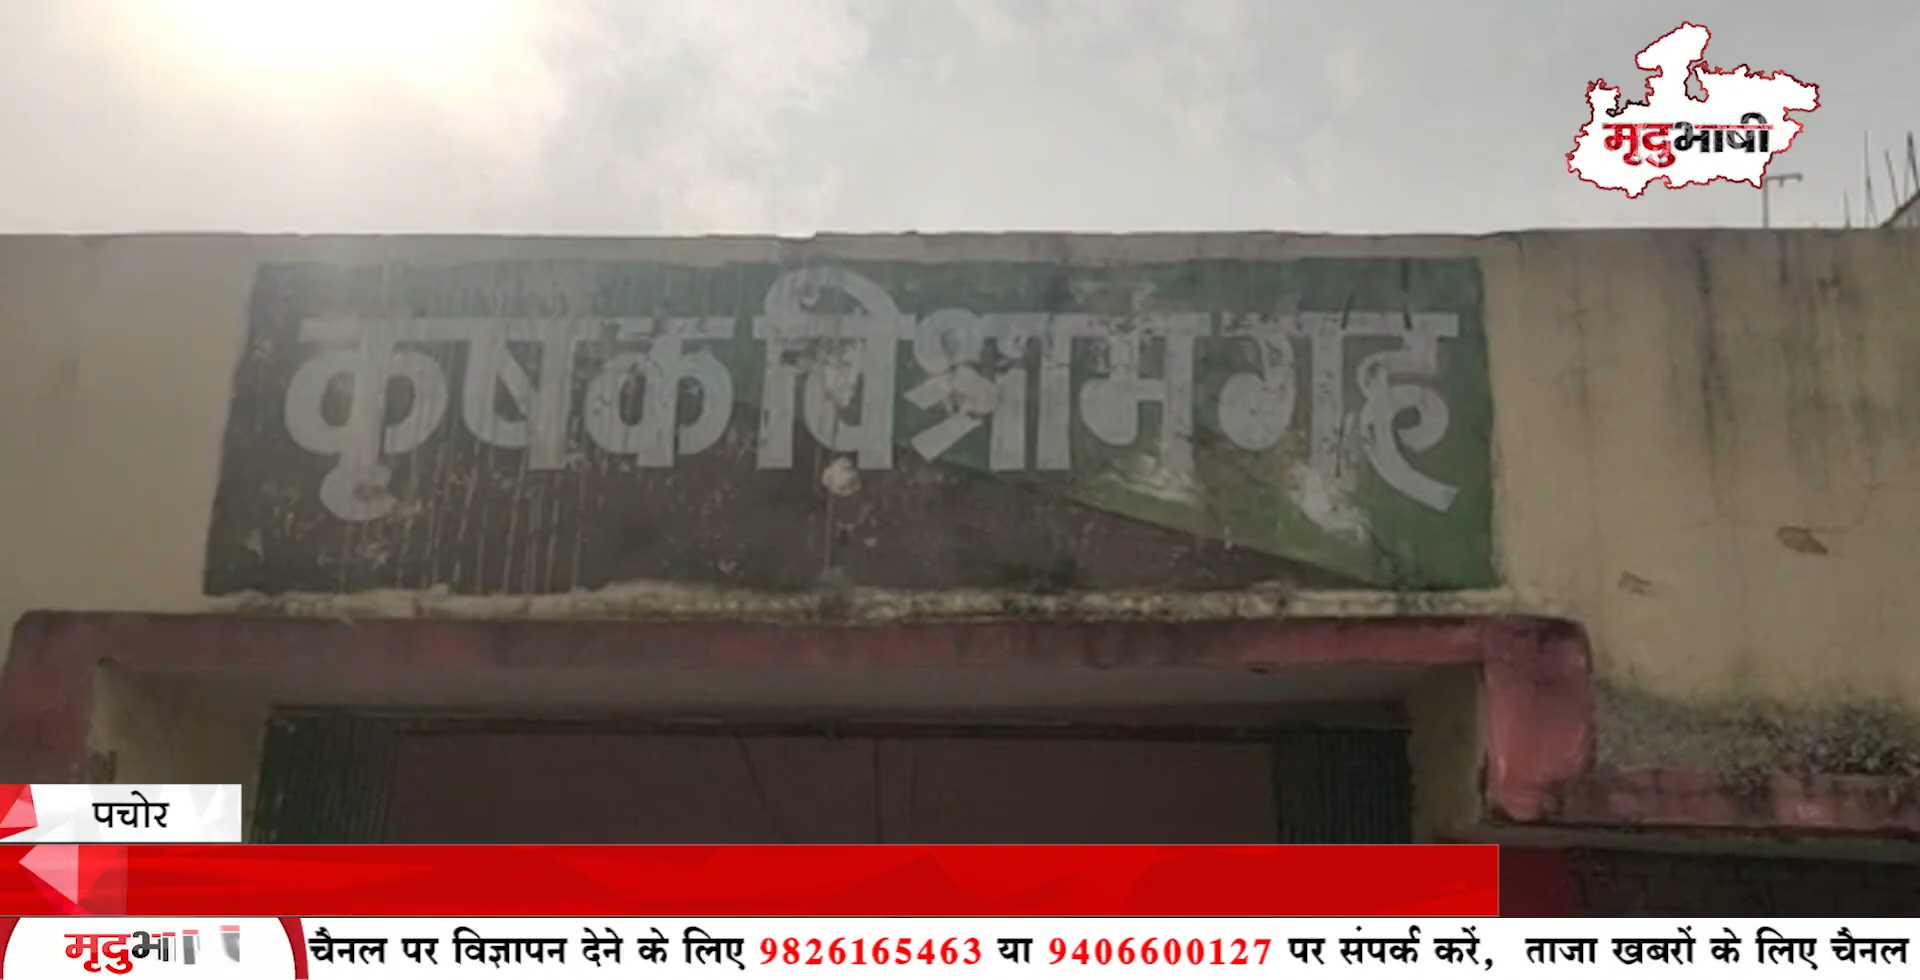 मृदुभाषी
कृषक विश्राम गृह
पचोर
मृदुभा
चैनल पर विज्ञापन देने के लिए 9826165463 या 9406600127 पर संपर्क करें, ताजा खबरों के लिए चैनल